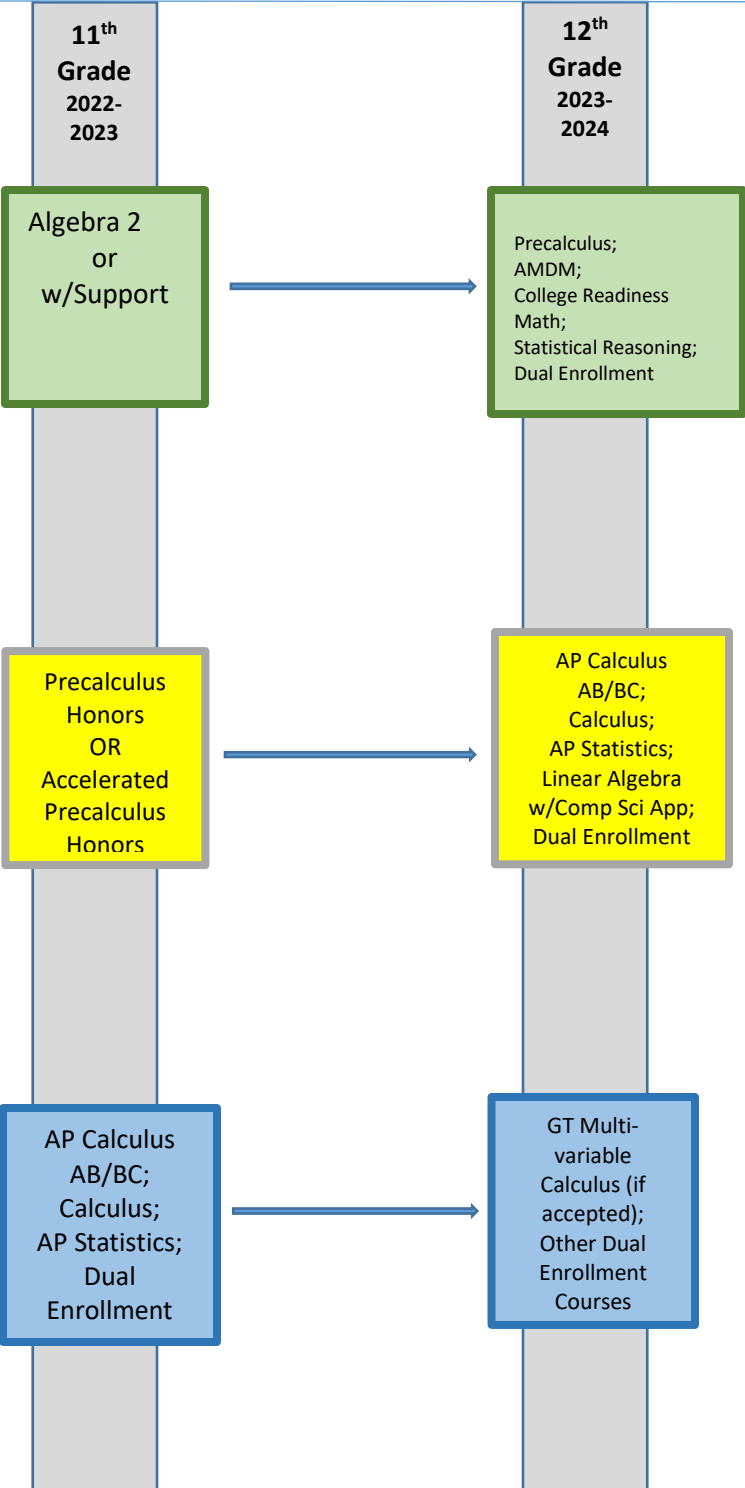 11th
Grade
2022-
2023
12th
Grade
2023-
2024
Algebra 2
or
w/Support
Precalculus;
AMDM;
College Readiness
Math;
Statistical Reasoning;
Dual Enrollment
Precalculus
Honors
OR
Accelerated
Precalculus
Honors
AP Calculus
AB/BC;
Calculus;
AP Statistics;
Linear Algebra
w/Comp Sci App;
Dual Enrollment
AP Calculus
AB/BC;
Calculus;
AP Statistics;
Dual
Enrollment
GT Multi-
variable
Calculus (if
accepted);
Other Dual
Enrollment
Courses